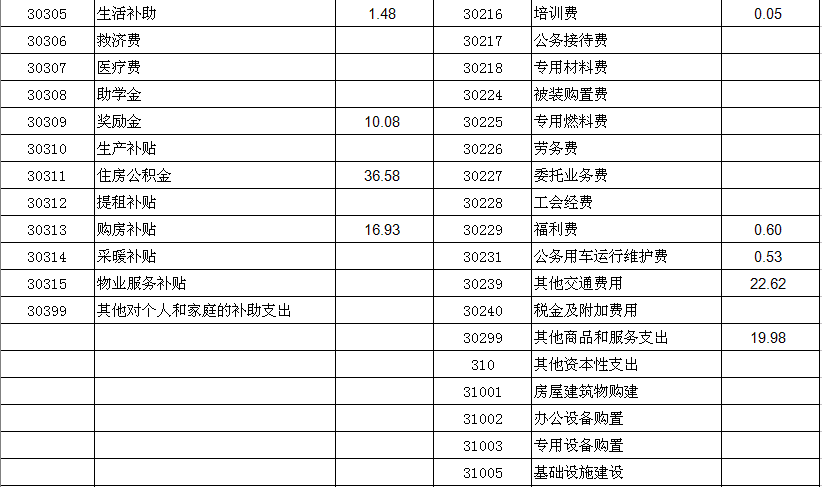 30305 生活补助 1.48 30216 培训费 0.05
30306 救济费 30217 公务接待费
30307 医疗费 30218 专用材料费
30308 助学金 30224 被装购置费
30309 奖励金 10.08 30225 专用燃料费
30310 生产补贴 30226 劳务费
30311 住房公积金 36.58 30227 委托业务费
30312 提租补贴 30228 工会经费
30313 购房补贴 16.93 30229 福利费 0.60
30314 采暖补贴 30231 公务用车运行维护费 0.53
30315 物业服务补贴 30239 其他交通费用 22.62
30399 其他对个人和家庭的补助支出 30240 税金及附加费用
30299 其他商品和服务支出 19.98
310 其他资本性支出
31001 房屋建筑物购建
31002 办公设备购置
31003 专用设备购置
31005 基础设施建设